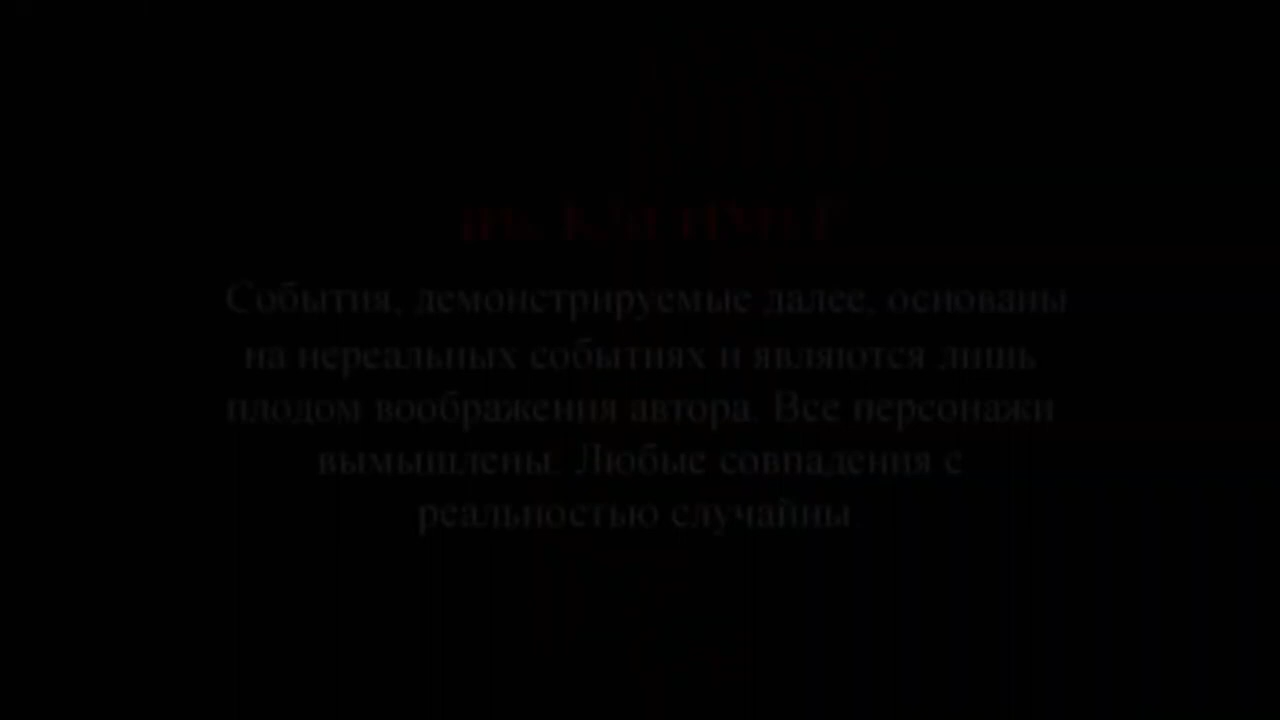 События, демонстрируемые далее, основаны
на нереальных событиях и являются лишь
плодом воображения автора. Все персонажи
вымышлены. Любые совпадения с
реальностью случайны.